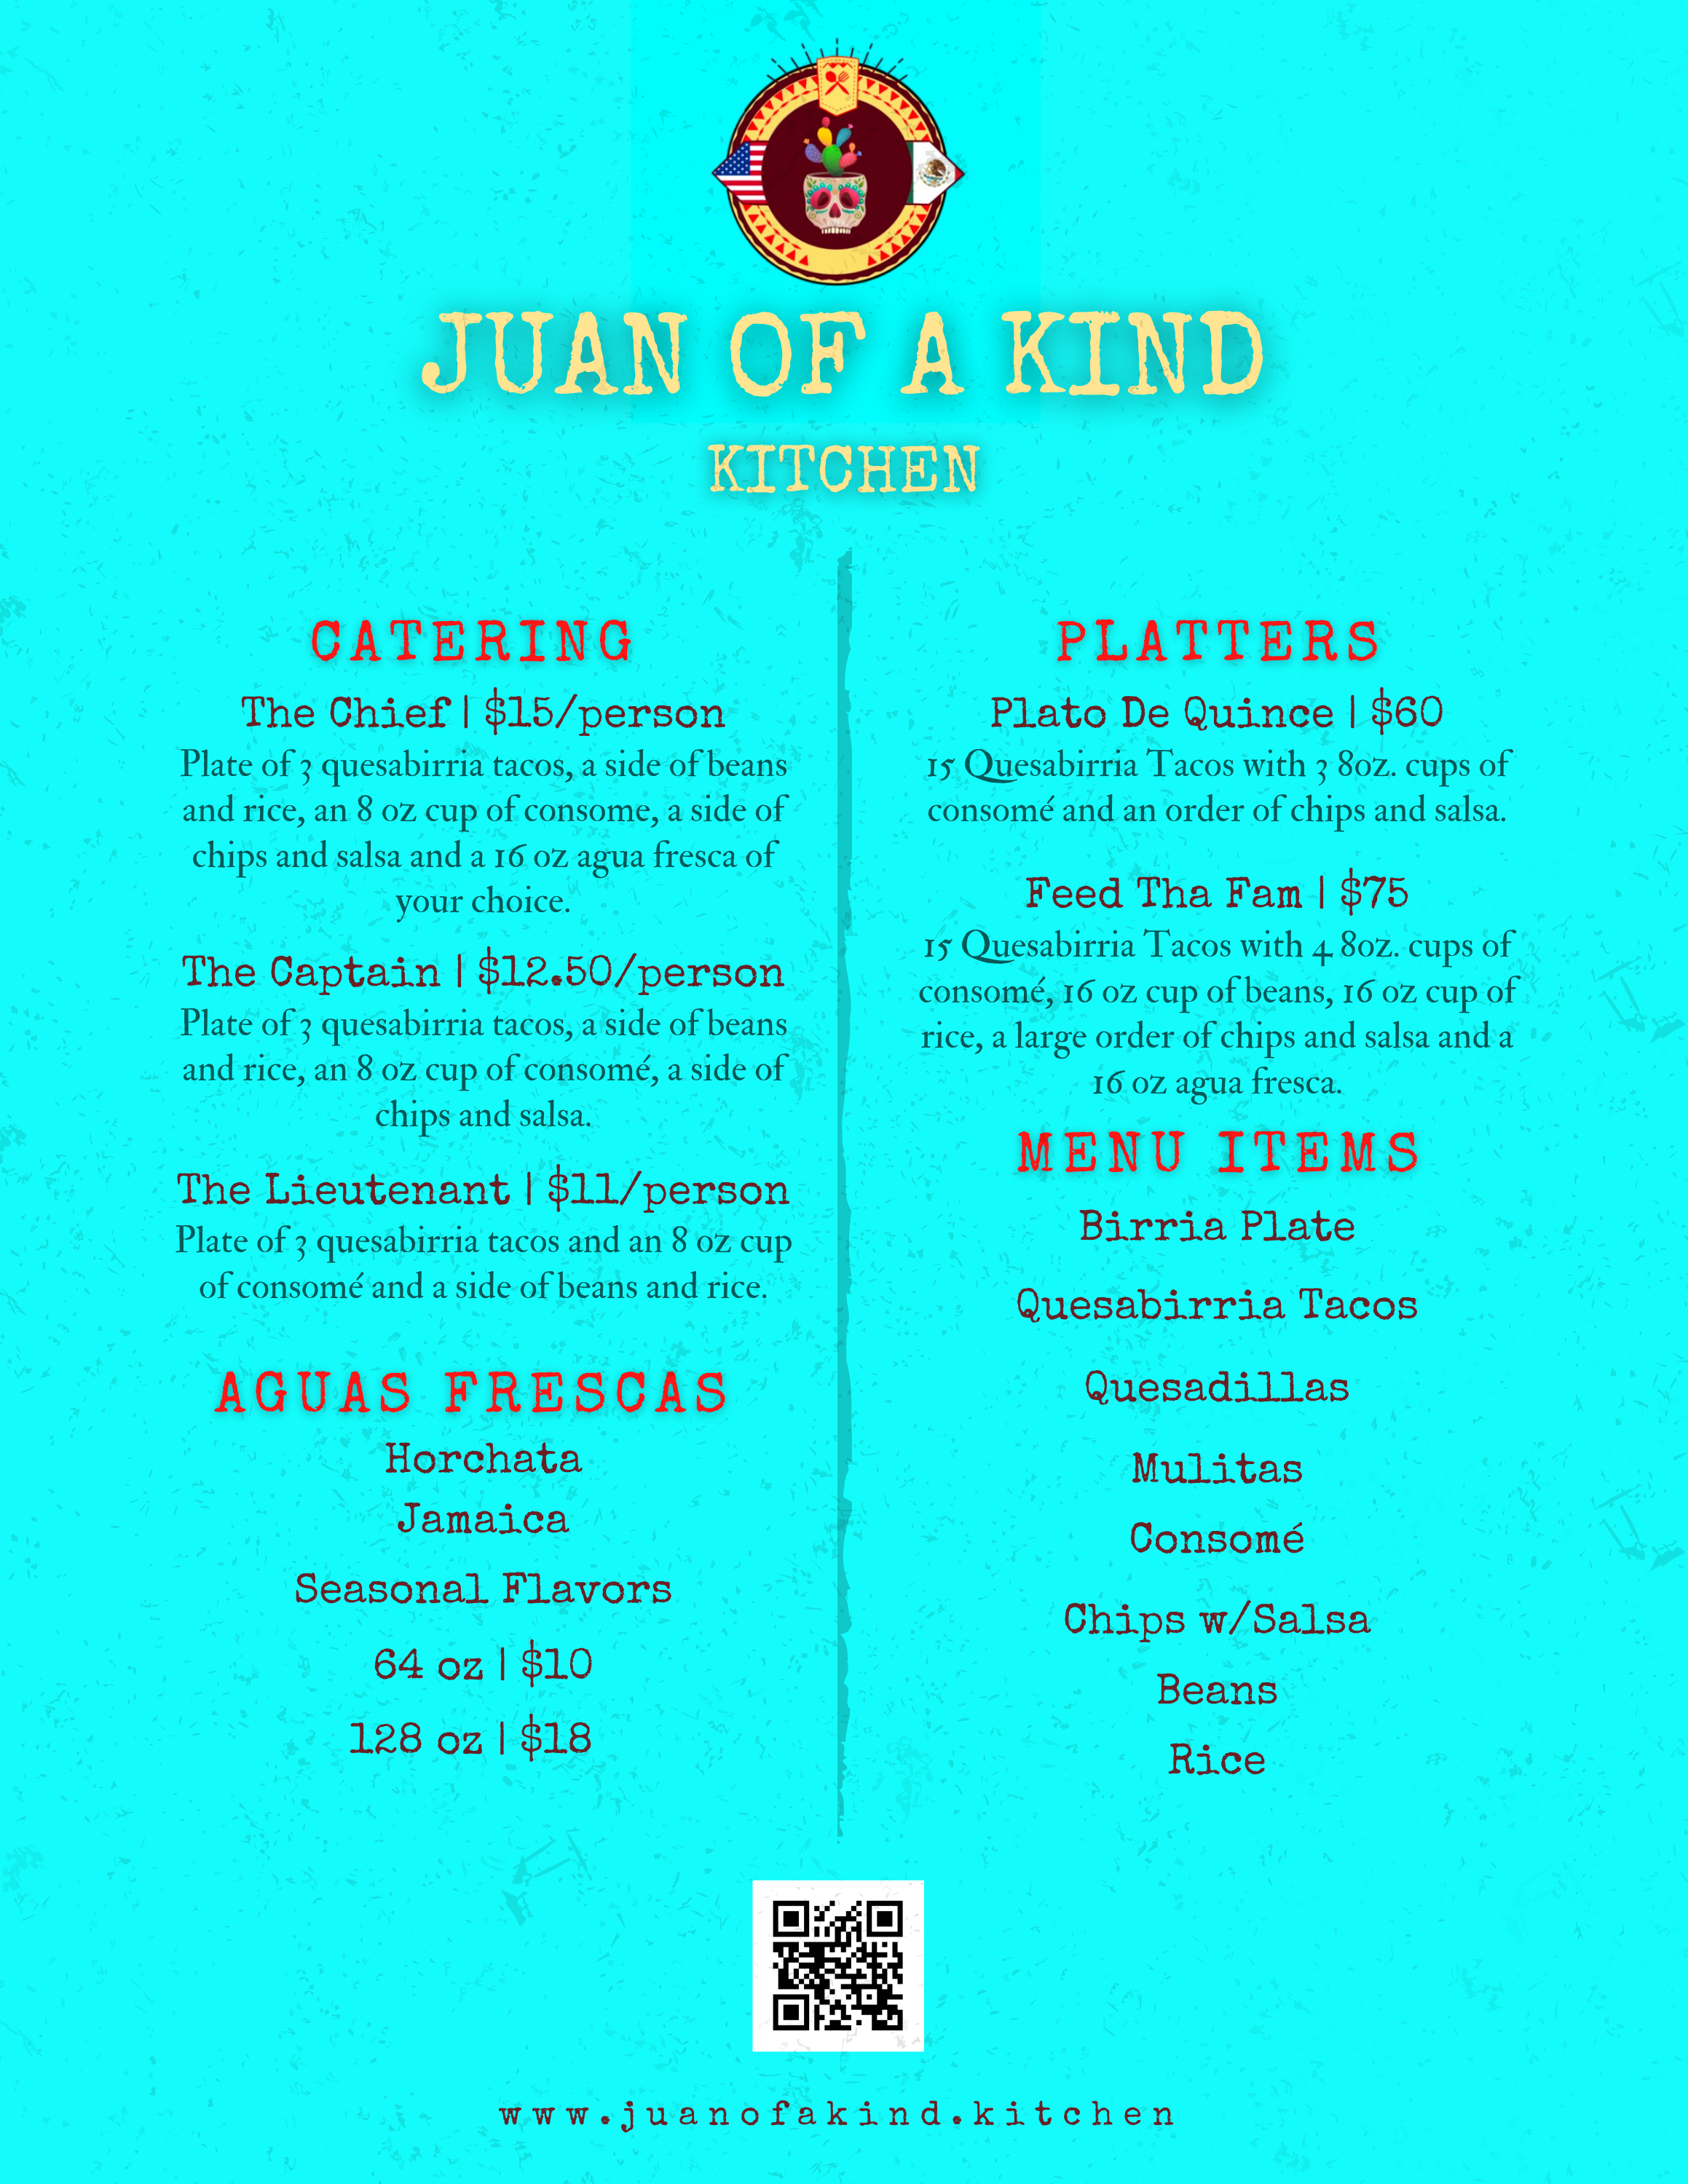 JUAN OF A KIND
KITCHEN
CATERING
The Chief | $15/person
Plate of 3 quesabirria tacos, a side of beans
and rice, an 8 oz cup of consome, a side of
chips and salsa and a 16 oz agua fresca of
your choice.
The Captain | $12.50/person
Plate of 3 quesabirria tacos, a side of beans
and rice, an 8 oz cup of consomé, a side of
chips and salsa.
The Lieutenant | $11/person
Plate of 3 quesabirria tacos and an 8 oz cup
of consomé and a side of beans and rice.
AGUAS FRESCAS
Horchata
Jamaica
Seasonal Flavors
64 oz | $10
128 oz | $18
PLATTERS
Plato De Quince | $60
15 Quesabirria Tacos with 3 8oz. cups of
consomé and an order of chips and salsa.
Feed Tha Fam | $75
15 Quesabirria Tacos with 4 8oz. cups of
consomé, 16 oz cup of beans, 16 oz cup of
rice, a large order of chips and salsa and a
16 oz agua fresca.
MENU ITEMS
Birria Plate
Quesabirria Tacos
Quesadillas
Mulitas
Consomé
Chips w/Salsa
Beans
Rice
www.juanofakind.kitchen